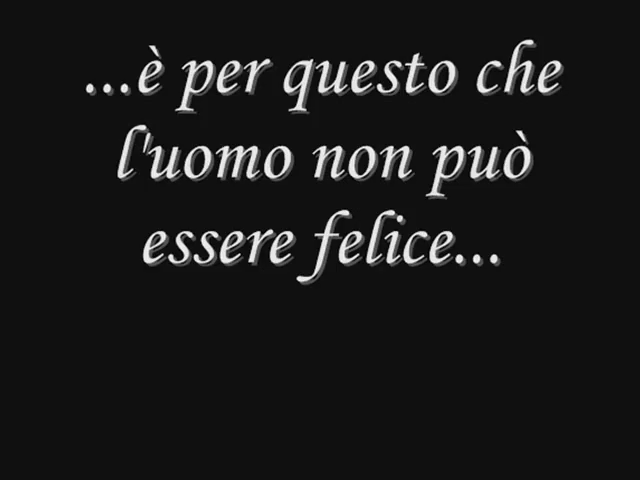 ...è per questo che
l'uomo non può
essere felice...